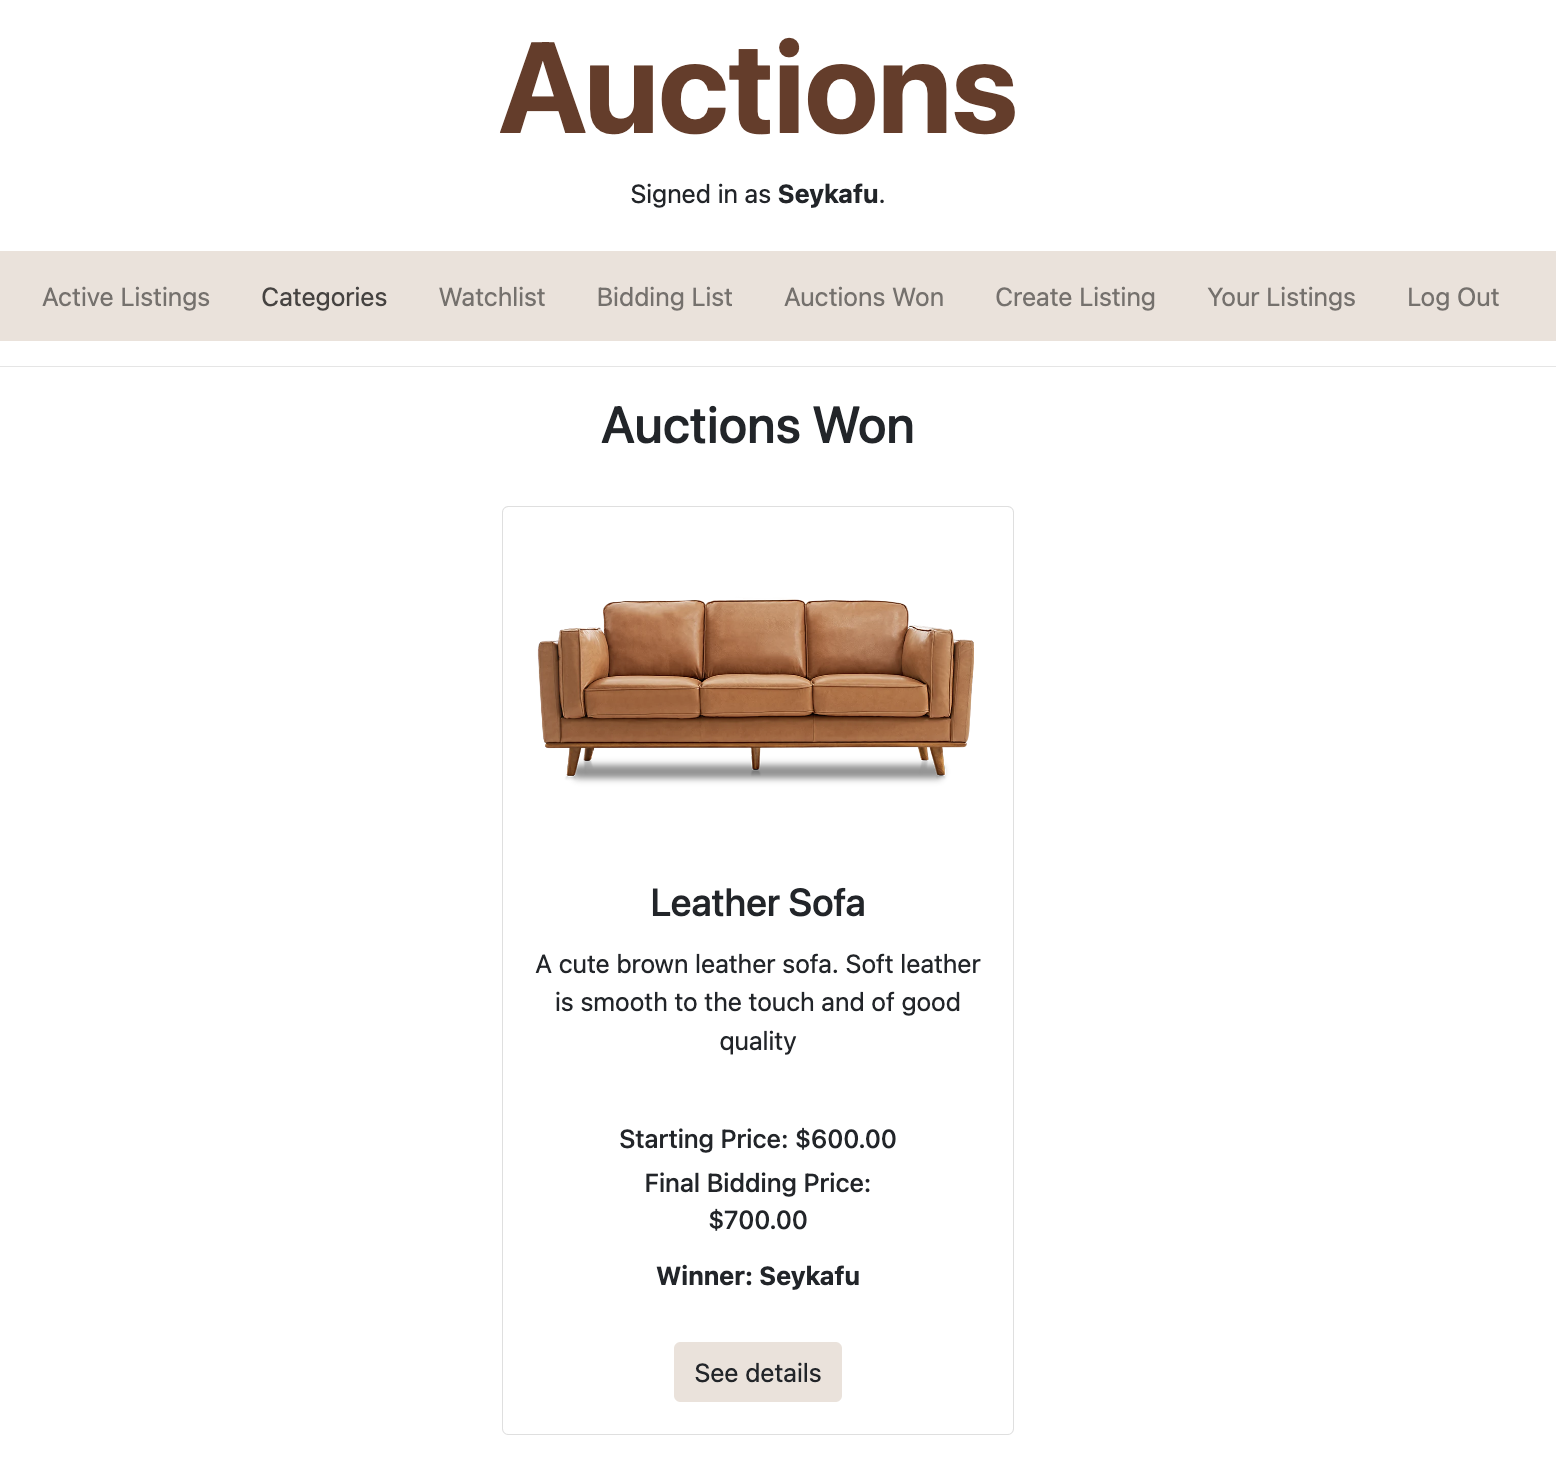 Auctions
Signed in as Seykafu.
Active Listings Categories Watchlist Bidding List Auctions Won Create Listing Your Listings Log Out
Auctions Won
Leather Sofa
A cute brown leather sofa. Soft leather
is smooth to the touch and of good
quality
Starting Price: $600.00
Final Bidding Price:
$700.00
Winner: Seykafu
See details